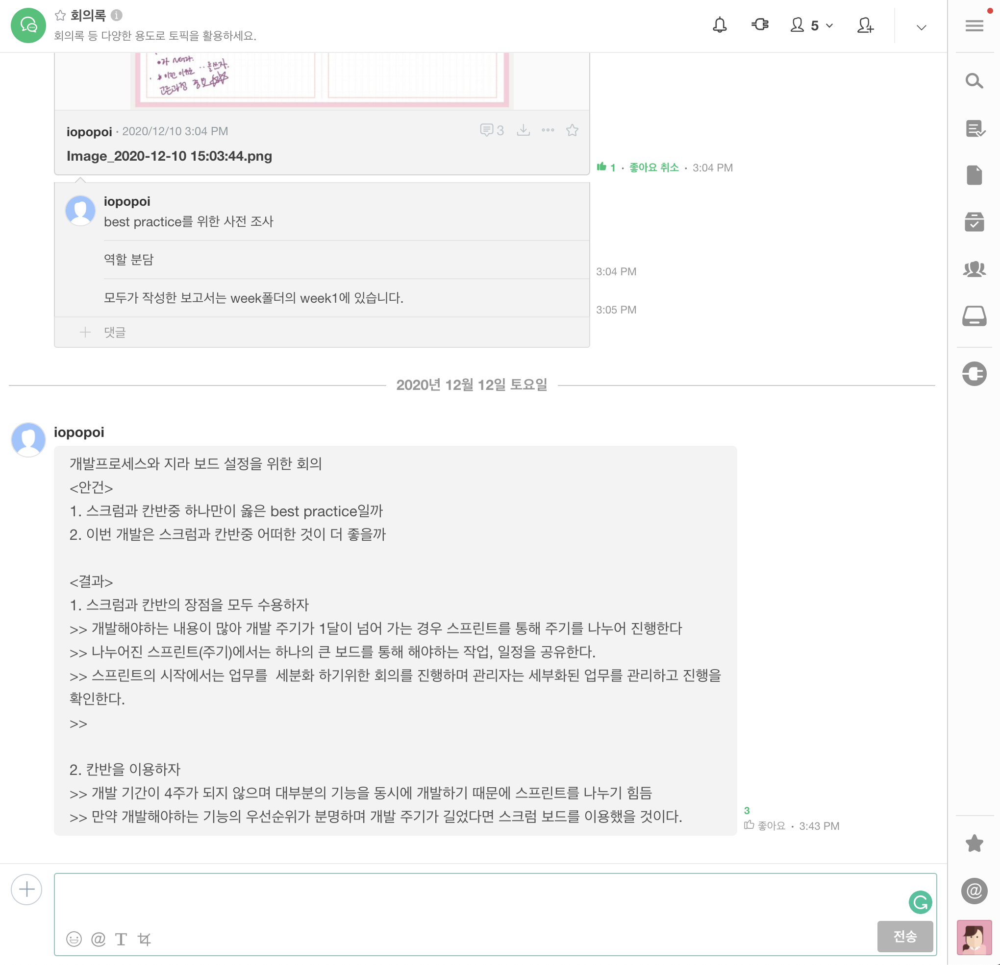 회의록
회의록 등 다양한 용도로 토픽을 활용하세요.
5
모든과정 중요
iopopoi · 2020/12/10 3:04 PM
3
Image_2020-12-10 15:03:44.png
1 · 좋아요 취소 · 3:04 PM
iopopoi
best practice를 위한 사전 조사
역할 분담
3:04 PM
모두가 작성한 보고서는 week폴더의 week1에 있습니다.
3:05 PM
댓글
2020년 12월 12일 토요일
iopopoi
개발프로세스와 지라 보드 설정을 위한 회의
<안건>
1. 스크럼과 칸반중 하나만이 옳은 best practice일까
2. 이번 개발은 스크럼과 칸반중 어떠한 것이 더 좋을까
<결과>
1. 스크럼과 칸반의 장점을 모두 수용하자
>> 개발해야하는 내용이 많아 개발 주기가 1달이 넘어 가는 경우 스프린트를 통해 주기를 나누어 진행한다
>> 나누어진 스프린트(주기)에서는 하나의 큰 보드를 통해 해야하는 작업, 일정을 공유한다.
>> 스프린트의 시작에서는 업무를  세분화 하기위한 회의를 진행하며 관리자는 세부화된 업무를 관리하고 진행을
확인한다.
>>
2. 칸반을 이용하자
>> 개발 기간이 4주가 되지 않으며 대부분의 기능을 동시에 개발하기 때문에 스프린트를 나누기 힘듬
>> 만약 개발해야하는 기능의 우선순위가 분명하며 개발 주기가 길었다면 스크럼 보드를 이용했을 것이다.
3
좋아요 · 3:43 PM
전송